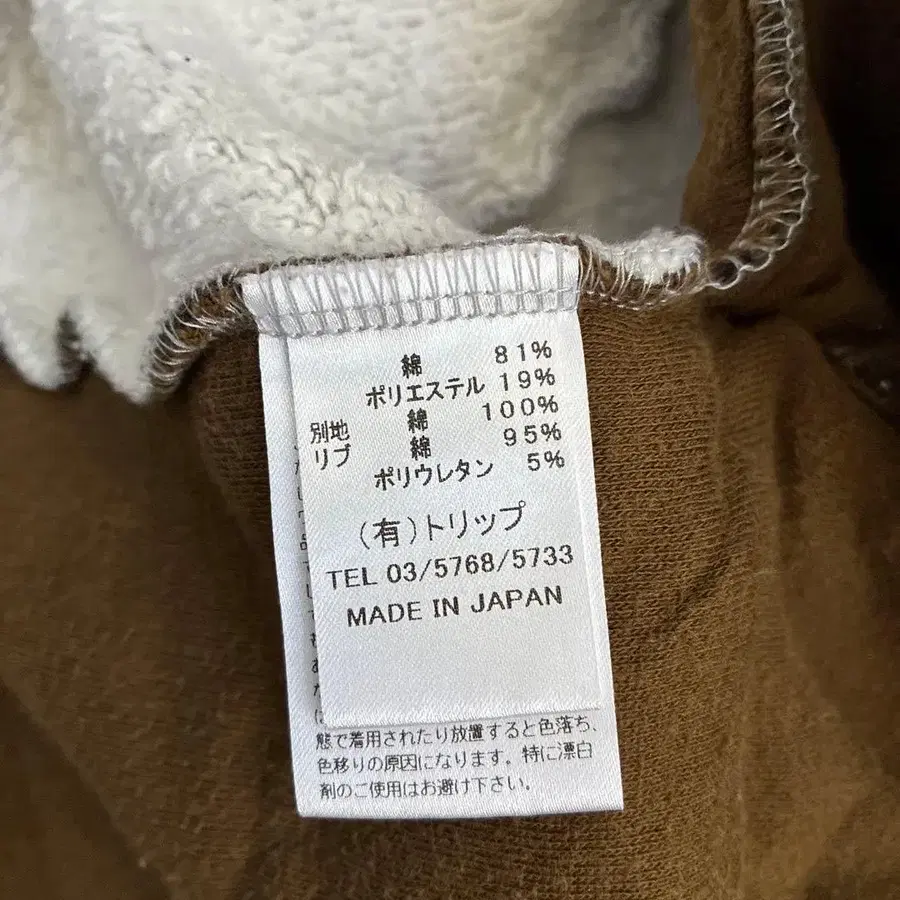 綿 81%
ポリエステル 19%
別地 綿 100%
リブ 綿 95%
ポリウレタン 5%
(有)トリップ
TEL 03/5768/5733
MADE IN JAPAN
態で着用されたり放置すると色落ち、
色移りの原因になります。特に漂白
剤のご使用はお避け下さい。